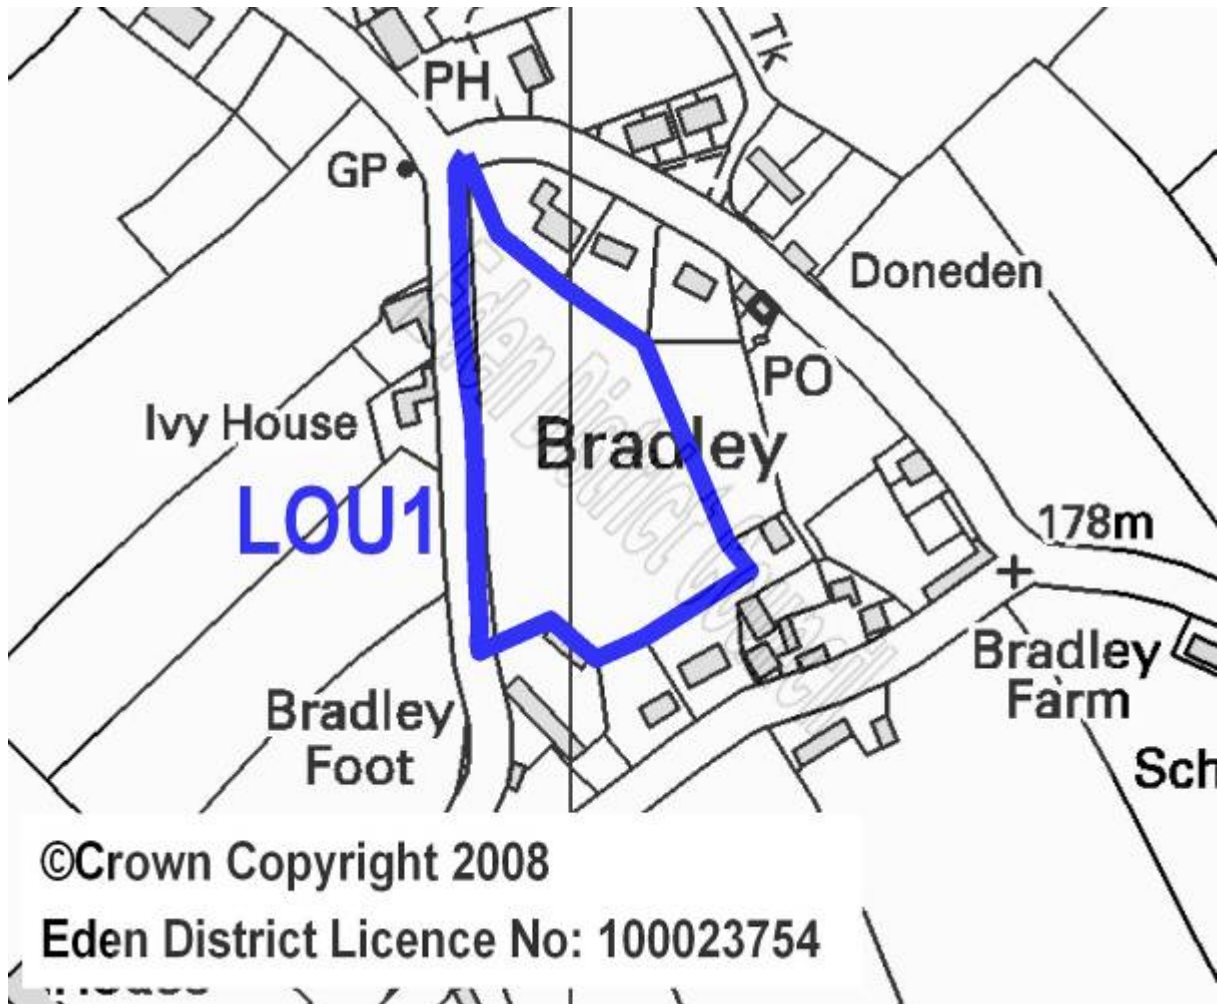 Tk
PH
GP
Doneden
PO
Ivy House
Bradley
LOU1
178m
Bradley
Farm
Bradley
Foot
Sch
Eden District Council
©Crown Copyright 2008
Eden District Licence No: 100023754